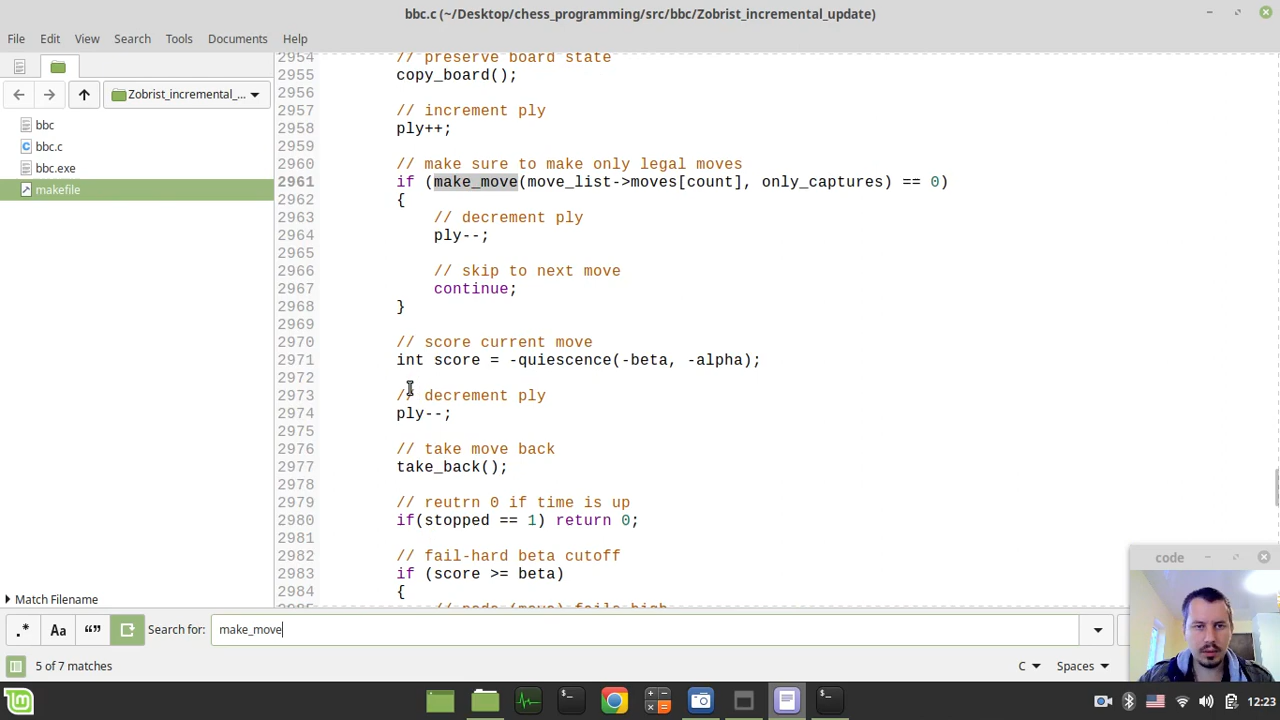 bbc.c (~/Desktop/chess_programming/src/bbc/Zobrist_incremental_update)
File Edit View Search Tools Documents Help
Zobrist_incremental_...
bbc
bbc.c
bbc.exe
makefile
Match Filename
2954 // preserve board state
2955 copy_board();
2956
2957 // increment ply
2958 ply++;
2959
2960 // make sure to make only legal moves
2961 if (make_move(move_list->moves[count], only_captures) == 0)
2962 {
2963 // decrement ply
2964 ply--;
2965
2966 // skip to next move
2967 continue;
2968 }
2969
2970 // score current move
2971 int score = -quiescence(-beta, -alpha);
2972
2973 // decrement ply
2974 ply--;
2975
2976 // take move back
2977 take_back();
2978
2979 // reutrn 0 if time is up
2980 if(stopped == 1) return 0;
2981
2982 // fail-hard beta cutoff
2983 if (score >= beta)
2984 {
2985 // node (move) fails high
code
.* Aa “” Search for: make_move
5 of 7 matches
C Spaces
12:23